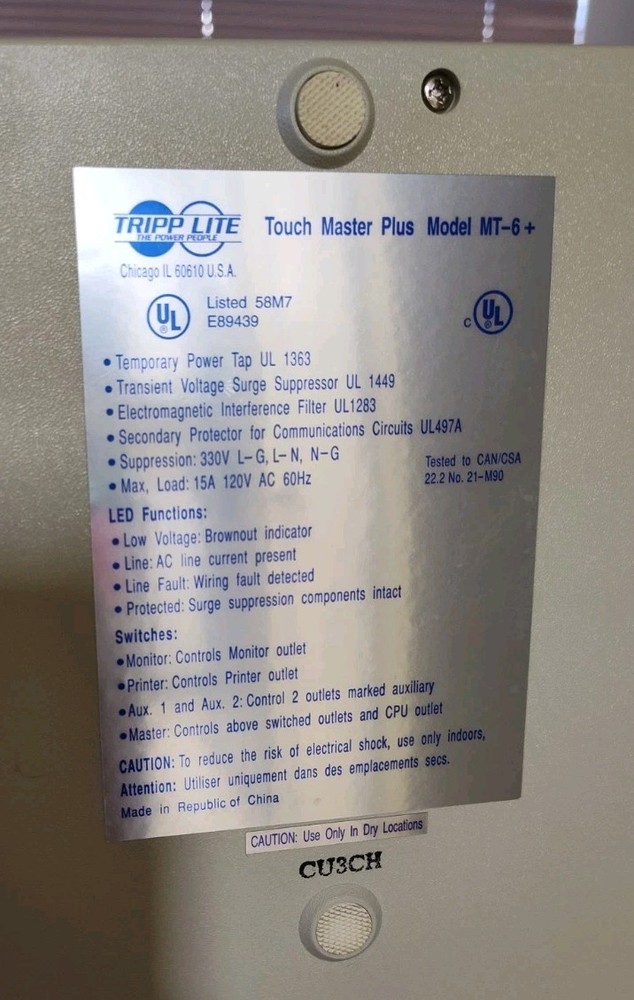 TRIPP LITE
THE POWER PEOPLE
Touch Master Plus Model MT-6+
Chicago IL 60610 U.S.A.
UL
Listed 58M7
E89439
c UL
• Temporary Power Tap UL 1363
• Transient Voltage Surge Suppressor UL 1449
• Electromagnetic Interference Filter UL1283
• Secondary Protector for Communications Circuits UL497A
• Suppression: 330V L-G, L-N, N-G
• Max, Load: 15A 120V AC 60Hz
Tested to CAN/CSA
22.2 No. 21-M90
LED Functions:
• Low Voltage: Brownout indicator
• Line: AC line current present
• Line Fault: Wiring fault detected
• Protected: Surge suppression components intact
Switches:
• Monitor: Controls Monitor outlet
• Printer: Controls Printer outlet
• Aux. 1 and Aux. 2: Control 2 outlets marked auxiliary
• Master: Controls above switched outlets and CPU outlet
CAUTION: To reduce the risk of electrical shock, use only indoors,
Attention: Utiliser uniquement dans des emplacements secs.
Made in Republic of China
CAUTION: Use Only In Dry Locations
CU3CH